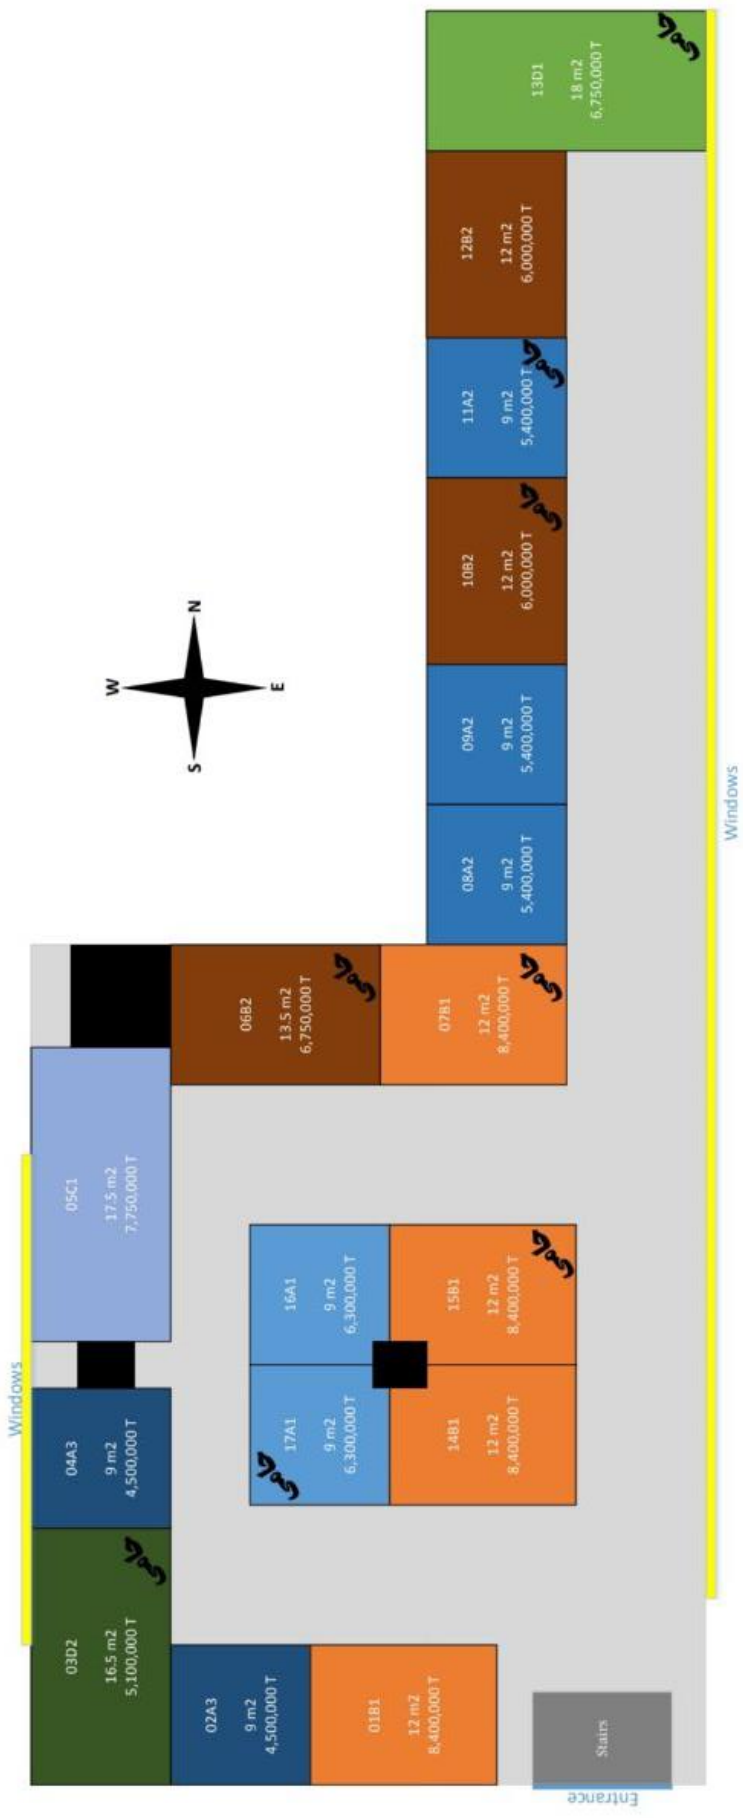 13D1
18 m2
6,750,000 T
12B2
12 m2
6,000,000 T
11A2
9 m2
5,400,000 T
10B2
12 m2
6,000,000 T
N
W
E
S
09A2
9 m2
5,400,000 T
08A2
9 m2
5,400,000 T
Windows
06B2
13.5 m2
6,750,000 T
07B1
12 m2
8,400,000 T
05C1
17.5 m2
7,750,000 T
16A1
9 m2
6,300,000 T
15B1
12 m2
8,400,000 T
Windows
04A3
9 m2
4,500,000 T
17A1
9 m2
6,300,000 T
14B1
12 m2
8,400,000 T
03D2
16.5 m2
5,100,000 T
02A3
9 m2
4,500,000 T
01B1
12 m2
8,400,000 T
Stairs
Entrance